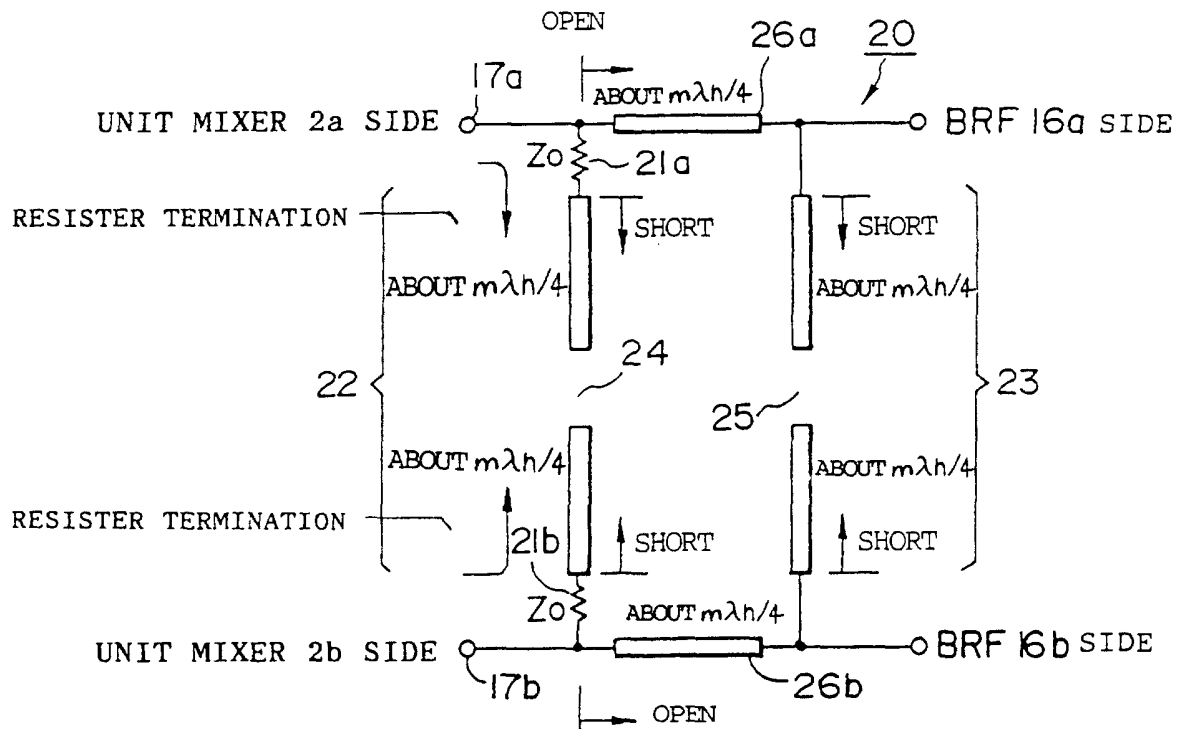 OPEN
26a
20
17a
ABOUT mλh/4
UNIT MIXER 2a SIDE
BRF 16a SIDE
Zo
21a
RESISTER TERMINATION
SHORT
SHORT
ABOUT mλh/4
ABOUT mλh/4
24
22
25
23
ABOUT mλh/4
ABOUT mλh/4
RESISTER TERMINATION
21b
SHORT
SHORT
Zo
ABOUT mλh/4
UNIT MIXER 2b SIDE
BRF 16b SIDE
17b
26b
OPEN